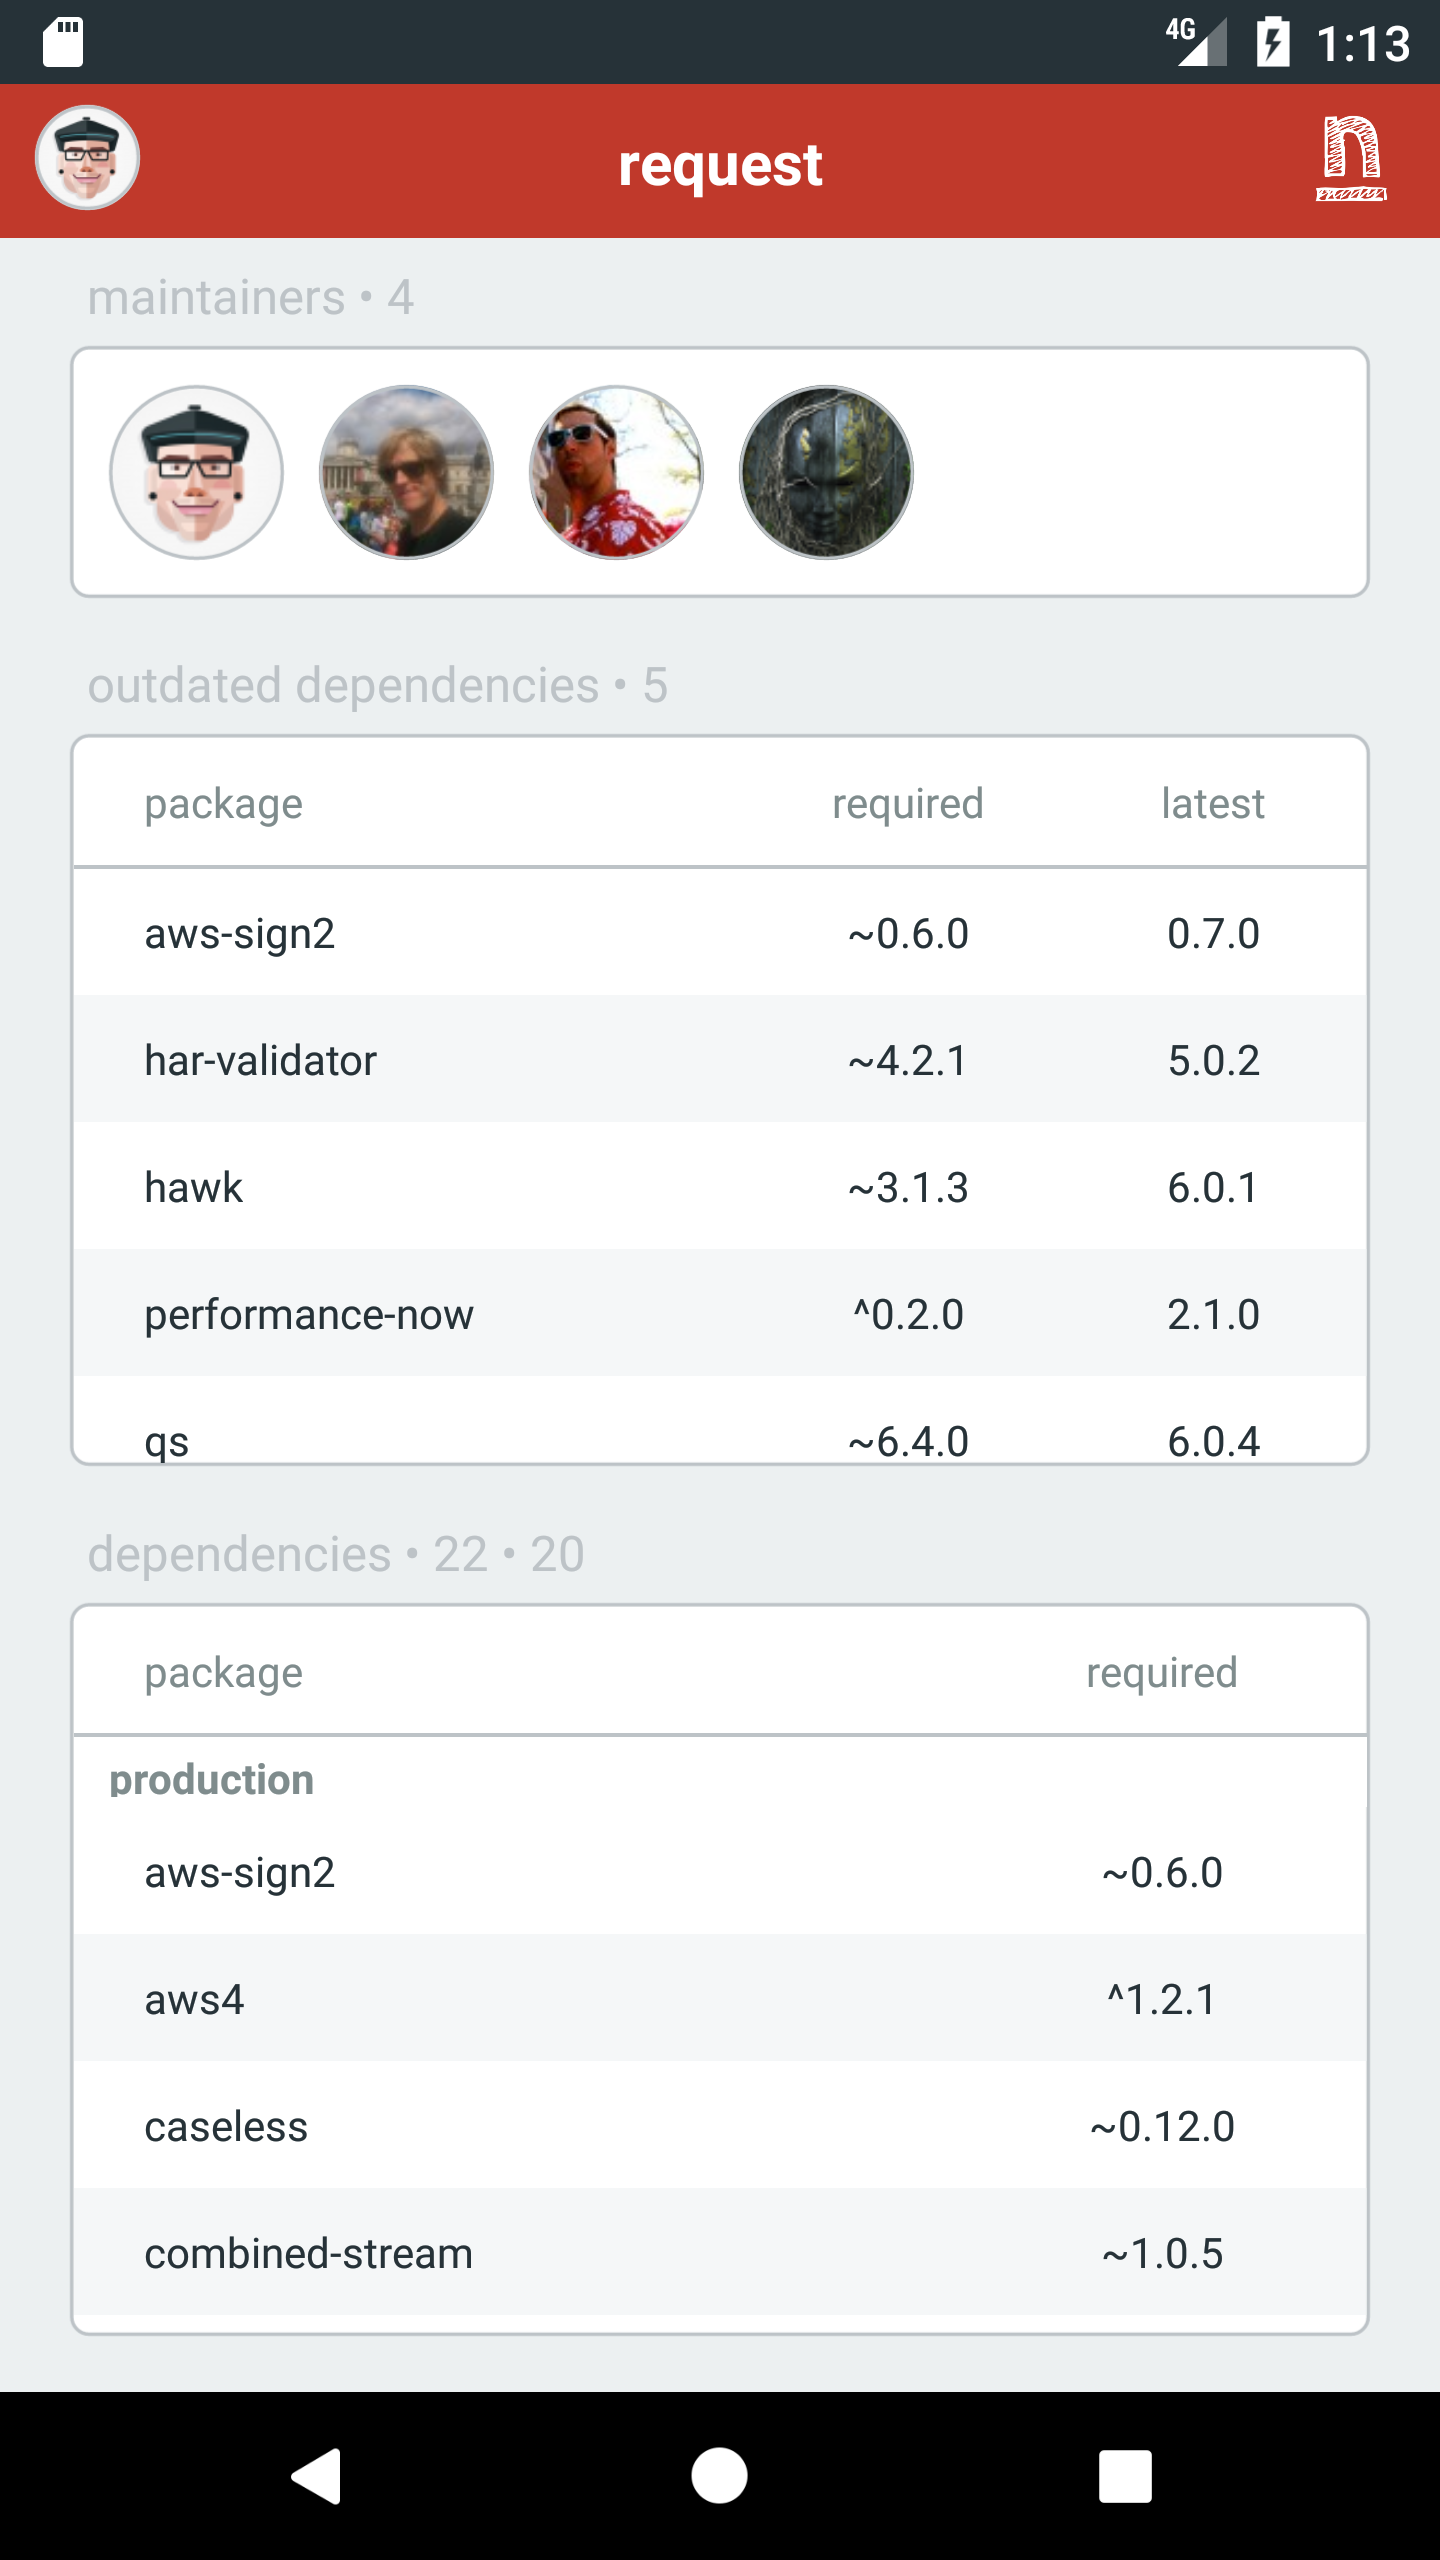 4G 1:13
request n
maintainers • 4
outdated dependencies • 5
package required latest
aws-sign2 ~0.6.0 0.7.0
har-validator ~4.2.1 5.0.2
hawk ~3.1.3 6.0.1
performance-now ^0.2.0 2.1.0
qs ~6.4.0 6.0.4
dependencies • 22 • 20
package required
production
aws-sign2 ~0.6.0
aws4 ^1.2.1
caseless ~0.12.0
combined-stream ~1.0.5